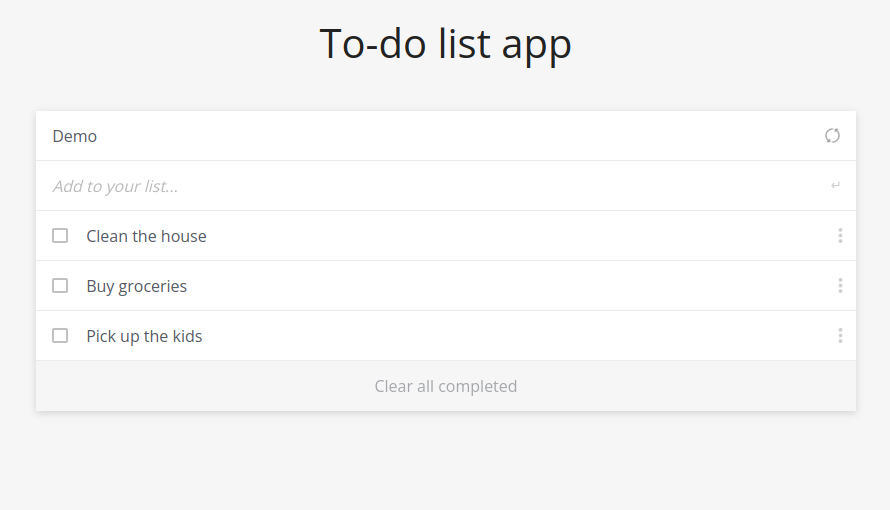 To-do list app
Demo
Add to your list...
Clean the house
Buy groceries
Pick up the kids
Clear all completed